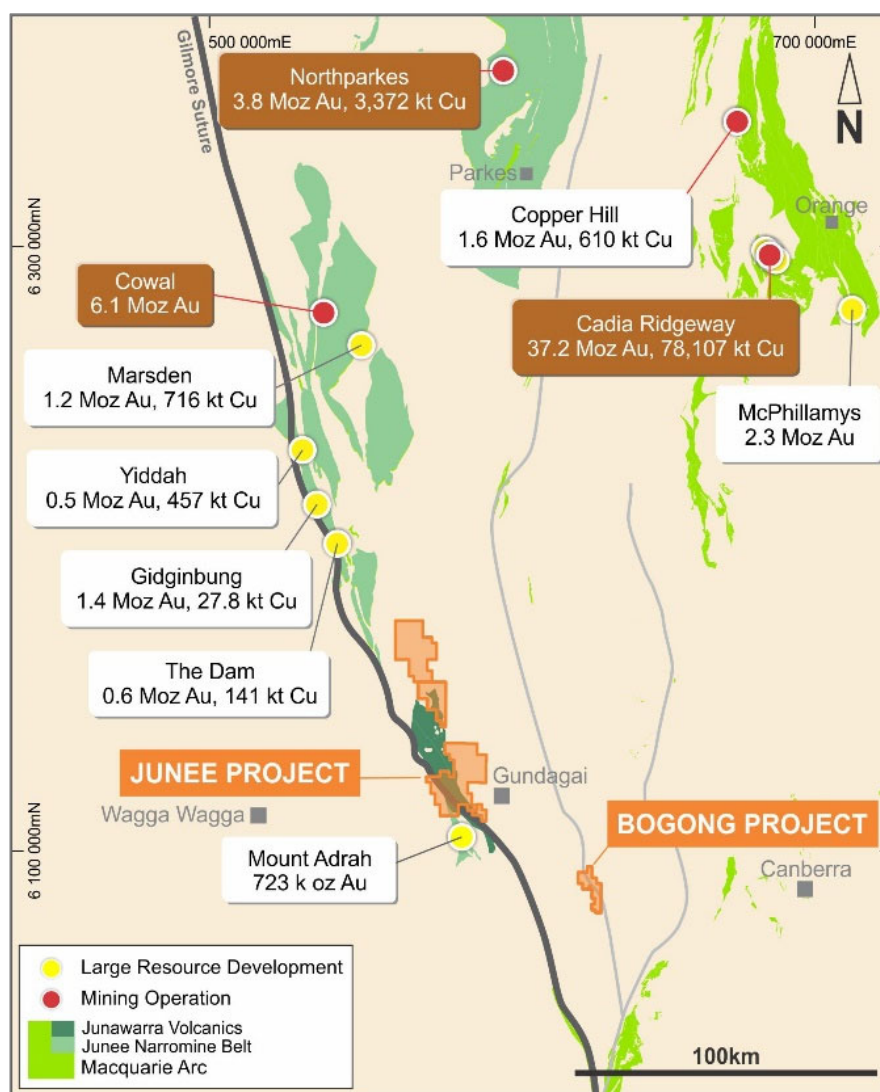 500 000mE
700 000mE
Gilmore Suture
Northparkes
3.8 Moz Au, 3,372 kt Cu
N
Parkes
Copper Hill
1.6 Moz Au, 610 kt Cu
Orange
6 300 000mN
Cowal
6.1 Moz Au
Cadia Ridgeway
37.2 Moz Au, 78,107 kt Cu
Marsden
1.2 Moz Au, 716 kt Cu
McPhillamys
2.3 Moz Au
Yiddah
0.5 Moz Au, 457 kt Cu
Gidginbung
1.4 Moz Au, 27.8 kt Cu
The Dam
0.6 Moz Au, 141 kt Cu
JUNEE PROJECT
Gundagai
Wagga Wagga
BOGONG PROJECT
Mount Adrah
723 k oz Au
6 100 000mN
Canberra
Large Resource Development
Mining Operation
Junawarra Volcanics
Junee Narromine Belt
Macquarie Arc
100km